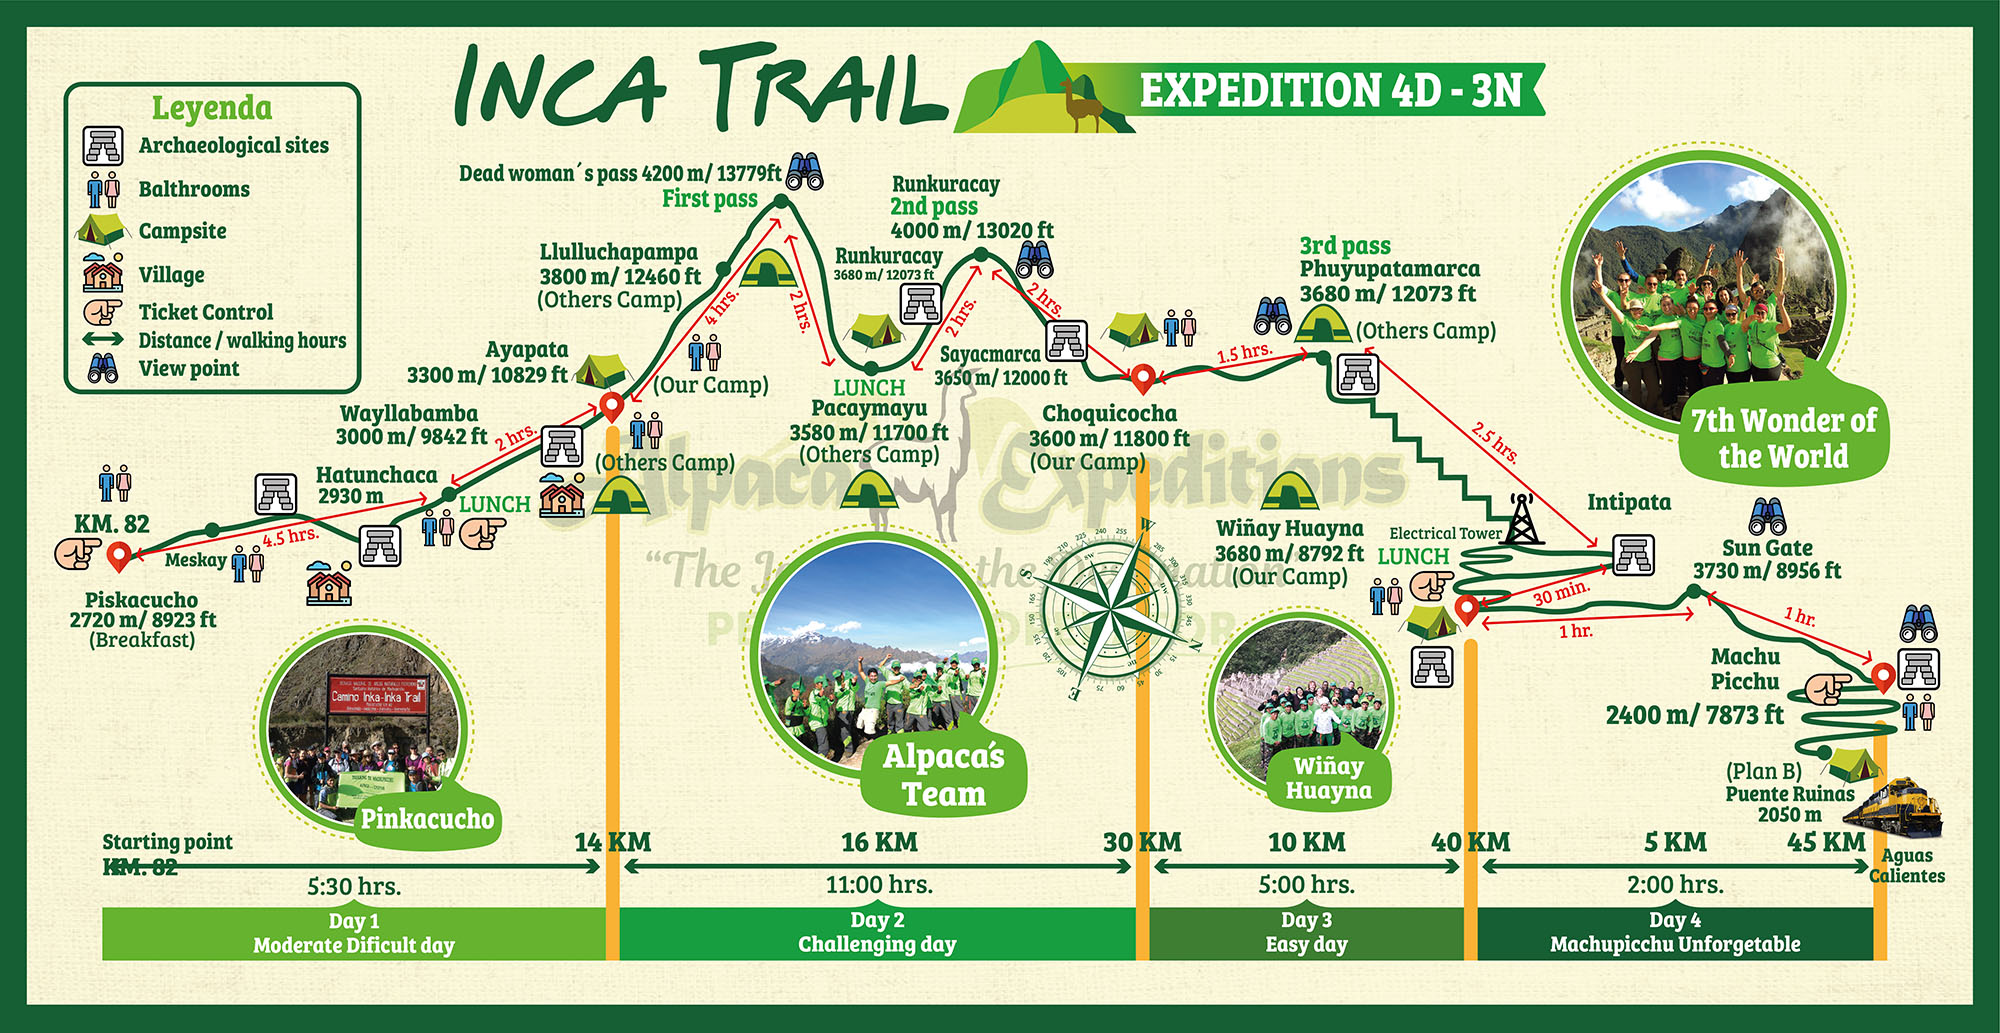 INCA TRAIL
EXPEDITION 4D - 3N
Leyenda
Archaeological sites
Balthrooms
Campsite
Village
Ticket Control
Distance / walking hours
View point
Dead woman´s pass 4200 m/ 13779ft
First pass
Runkuracay
2nd pass
4000 m/ 13020 ft
Llulluchapampa
3800 m/ 12460 ft
(Others Camp)
Runkuracay
3680 m/ 12073 ft
3rd pass
Phuyupatamarca
3680 m/ 12073 ft
(Others Camp)
4 hrs.
2 hrs.
2 hrs.
2 hrs.
1.5 hrs.
2.5 hrs.
Ayapata
3300 m/ 10829 ft
(Our Camp)
Sayacmarca
3650 m/ 12000 ft
LUNCH
Pacaymayu
3580 m/ 11700 ft
(Others Camp)
Choquicocha
3600 m/ 11800 ft
(Our Camp)
Wayllabamba
3000 m/ 9842 ft
2 hrs.
(Others Camp)
Hatunchaca
2930 m
LUNCH
KM. 82
4.5 hrs.
Meskay
Piskacucho
2720 m/ 8923 ft
(Breakfast)
7th Wonder of
the World
Alpaca Expeditions
Wiñay Huayna
3680 m/ 8792 ft
(Our Camp)
Electrical Tower
LUNCH
Intipata
30 min.
1 hr.
Sun Gate
3730 m/ 8956 ft
1 hr.
Machu
Picchu
2400 m/ 7873 ft
(Plan B)
Puente Ruinas
2050 m
W
S
N
E
Camino Inka-Inka Trail
Pinkacucho
Alpaca´s
Team
Wiñay
Huayna
Starting point
KM. 82
14 KM
16 KM
30 KM
10 KM
40 KM
5 KM
45 KM
Aguas
Calientes
5:30 hrs.
11:00 hrs.
5:00 hrs.
2:00 hrs.
Day 1
Moderate Dificult day
Day 2
Challenging day
Day 3
Easy day
Day 4
Machupicchu Unforgetable